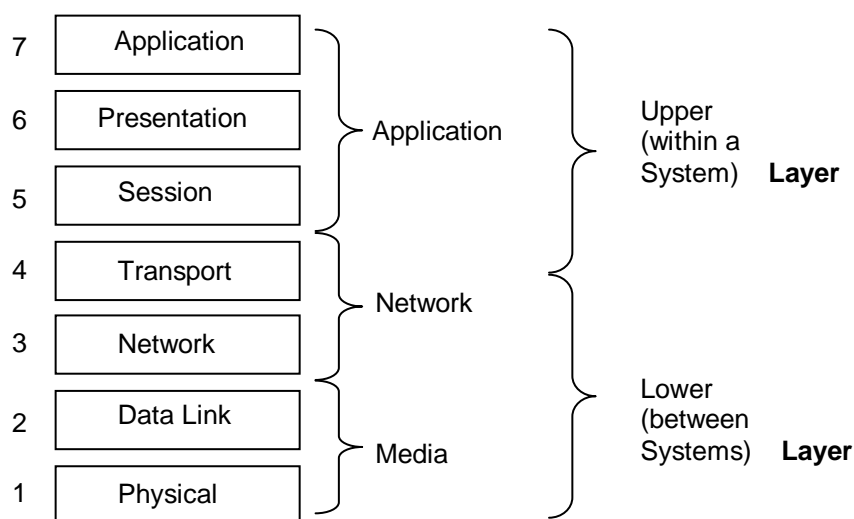 7 Application
6 Presentation
5 Session
4 Transport
3 Network
2 Data Link
1 Physical
Application
Network
Media
Upper
(within a
System) Layer
Lower
(between
Systems) Layer